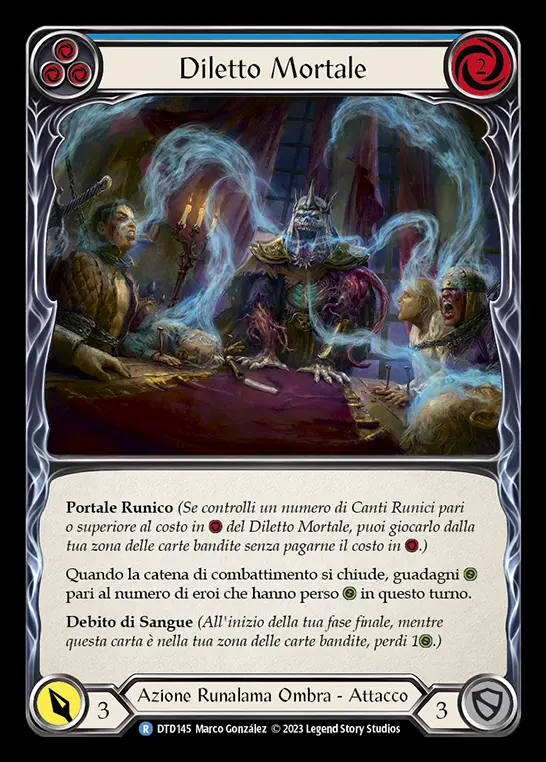 Diletto Mortale
2
Portale Runico (Se controlli un numero di Canti Runici pari
o superiore al costo in del Diletto Mortale, puoi giocarlo dalla
tua zona delle carte bandite senza pagarne il costo in .)
Quando la catena di combattimento si chiude, guadagni
pari al numero di eroi che hanno perso in questo turno.
Debito di Sangue (All'inizio della tua fase finale, mentre
questa carta è nella tua zona delle carte bandite, perdi 1 .)
3
Azione Runalama Ombra - Attacco
3
R DTD145 Marco González © 2023 Legend Story Studios